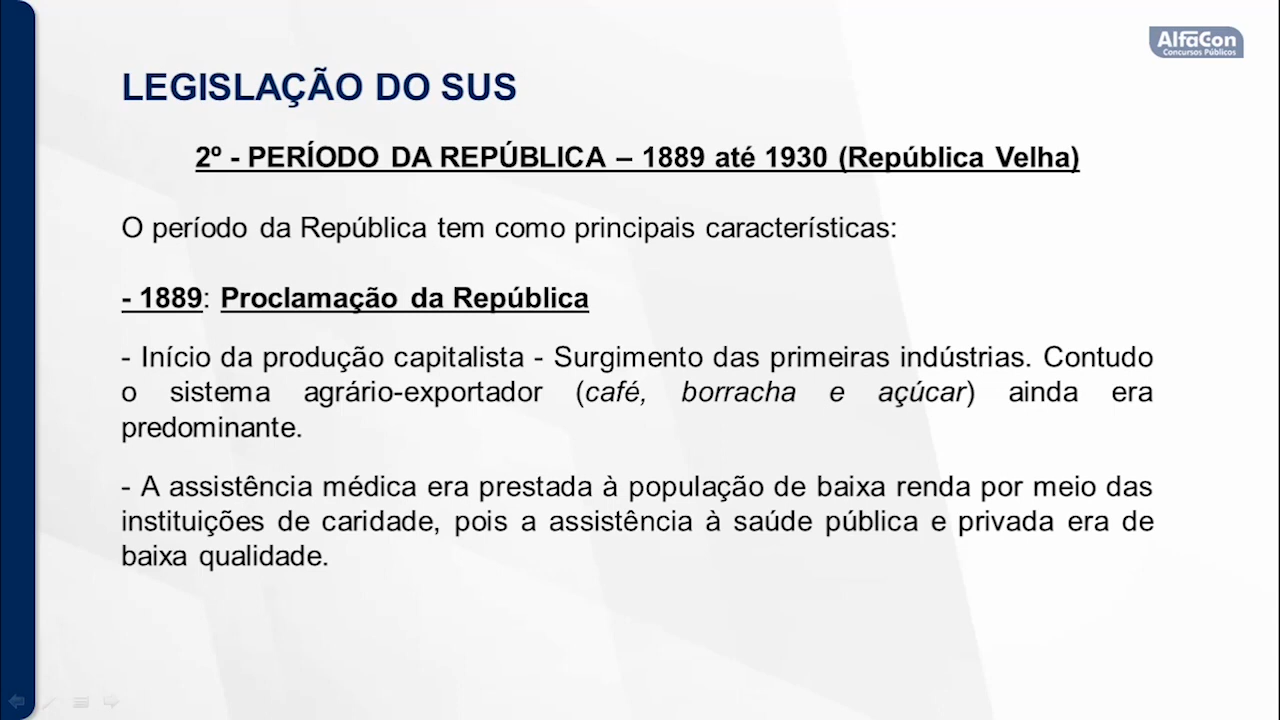 AlfaCon
Concursos Públicos
LEGISLAÇÃO DO SUS
2º - PERÍODO DA REPÚBLICA – 1889 até 1930 (República Velha)
O período da República tem como principais características:
- 1889: Proclamação da República
- Início da produção capitalista - Surgimento das primeiras indústrias. Contudo
o sistema agrário-exportador (café, borracha e açúcar) ainda era
predominante.
- A assistência médica era prestada à população de baixa renda por meio das
instituições de caridade, pois a assistência à saúde pública e privada era de
baixa qualidade.